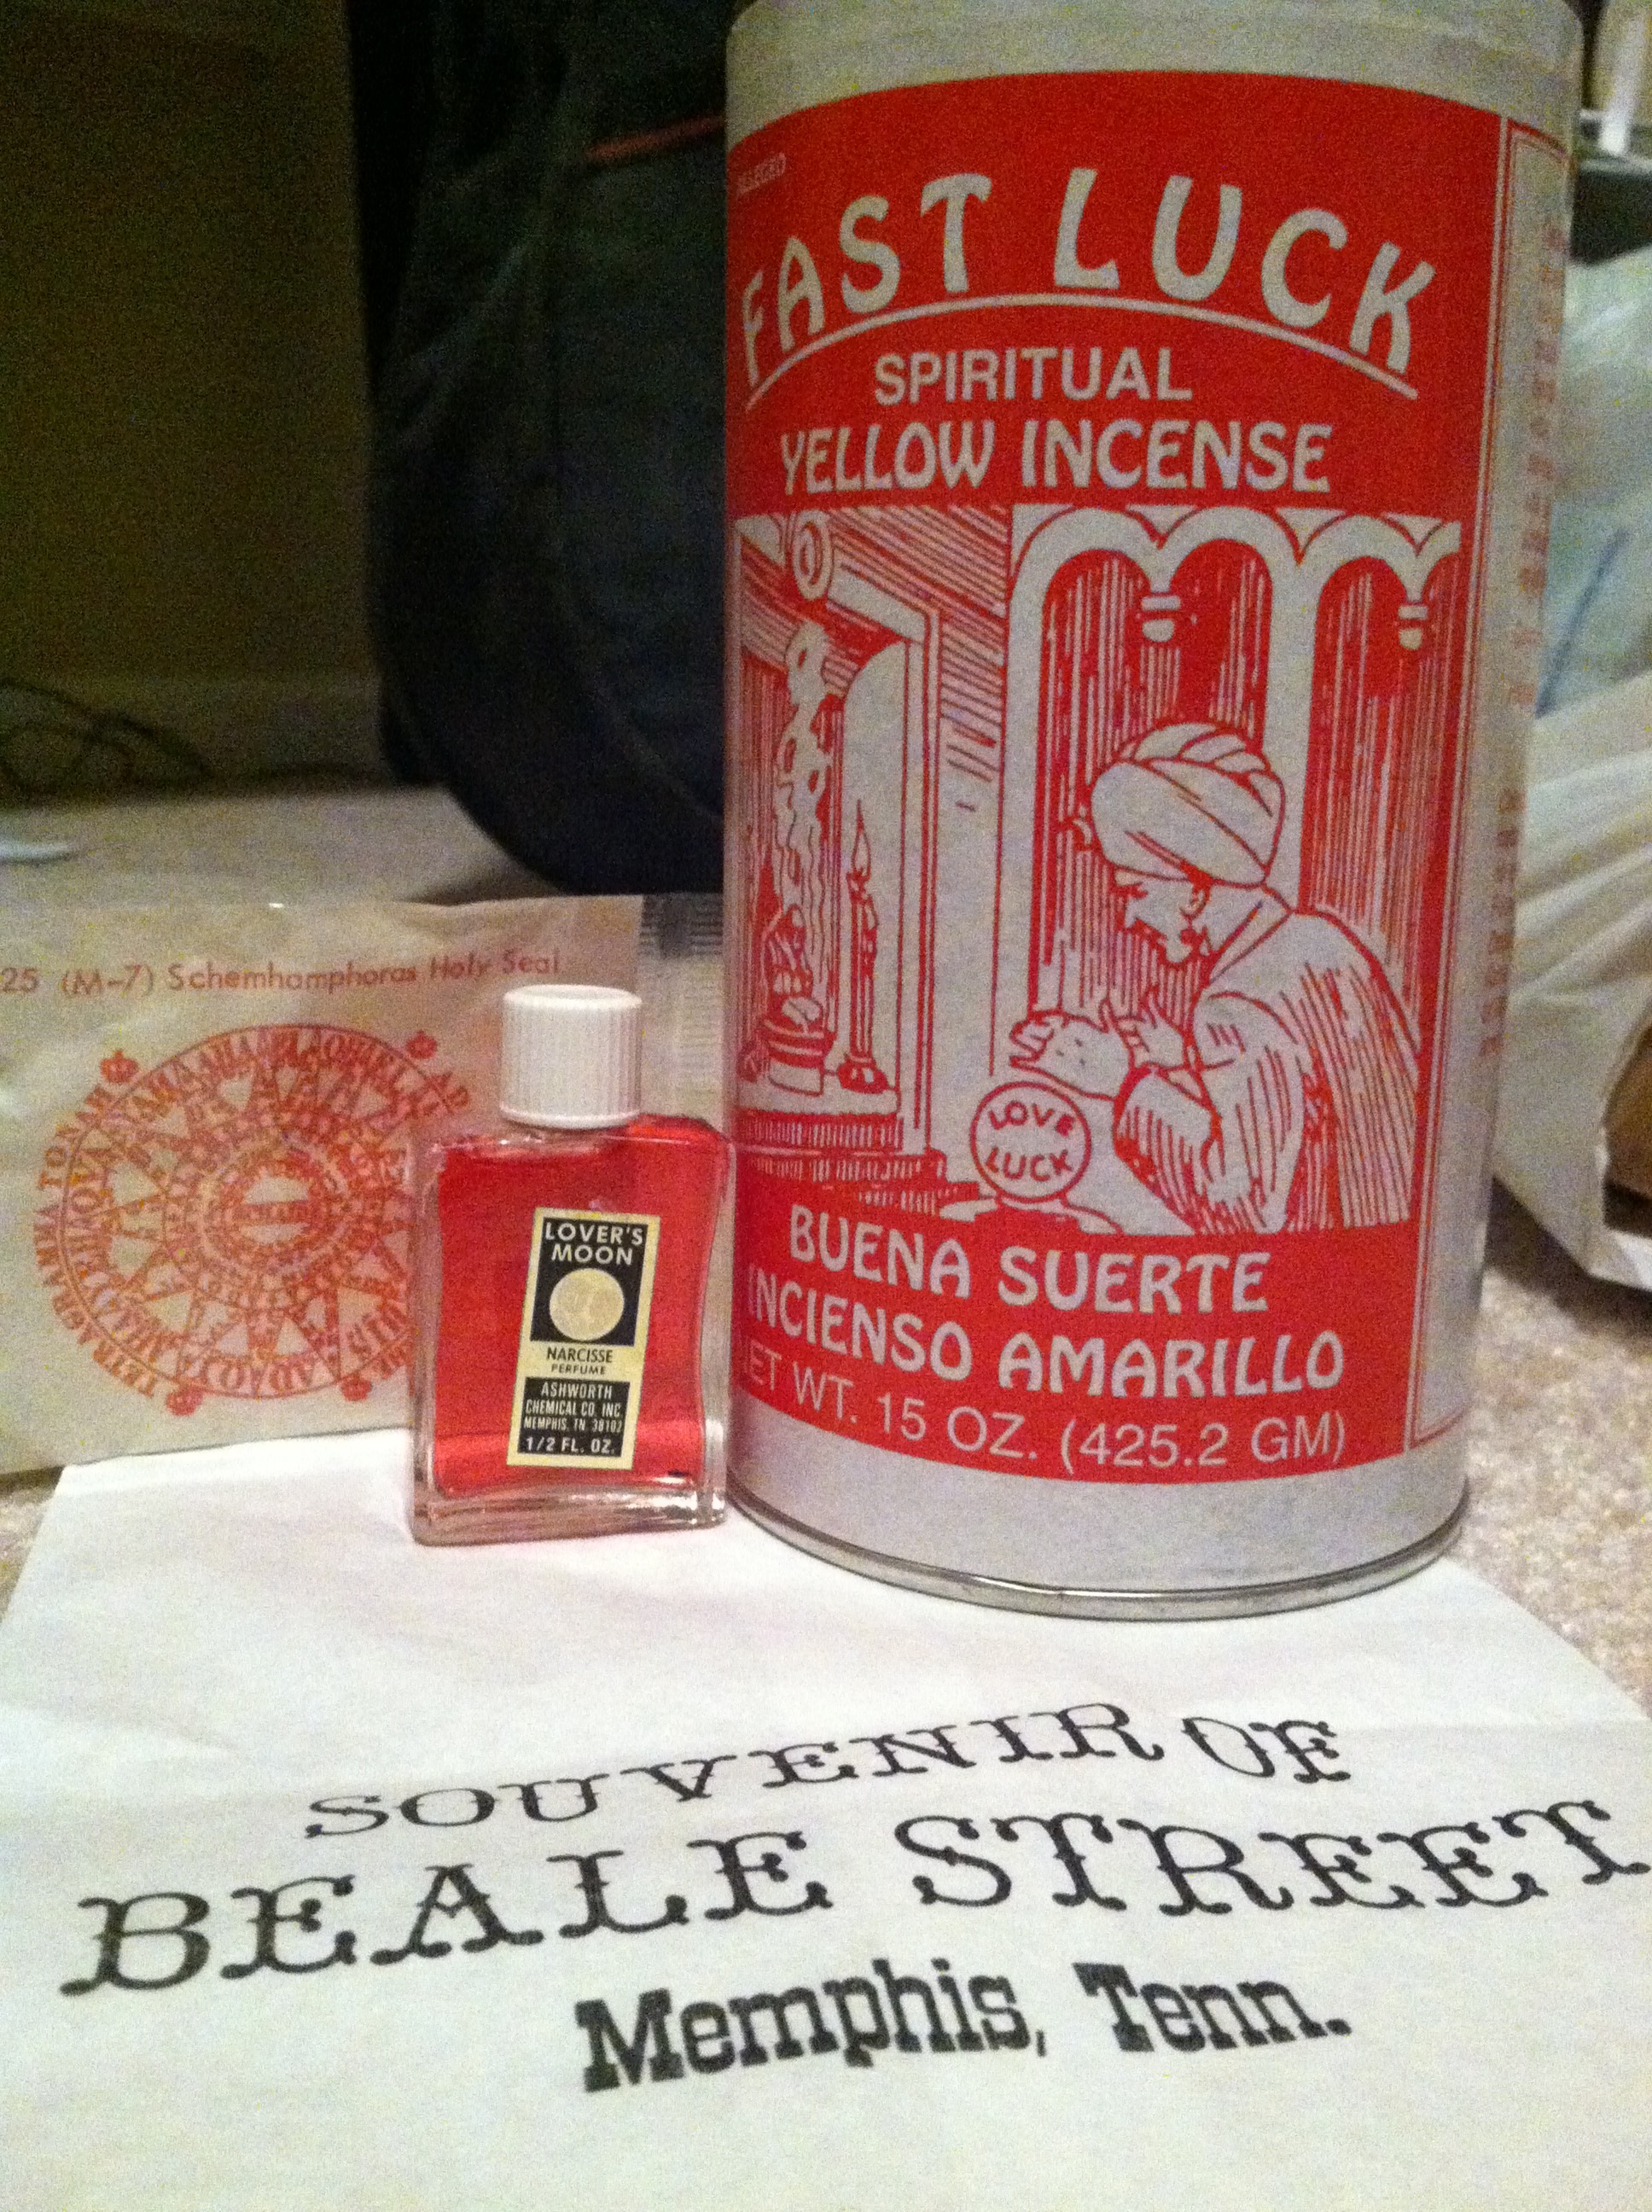 FAST LUCK
SPIRITUAL
YELLOW INCENSE
LOVE
LUCK
BUENA SUERTE
INCIENSO AMARILLO
ET WT. 15 OZ. (425.2 GM)
25 (M-7) Schemhamphoras Holy Seal
LOVER'S
MOON
NARCISSE
PERFUME
ASHWORTH
CHEMICAL CO. INC
MEMPHIS, TN. 38107
1/2 FL. OZ.
SOUVENIR OF
BEALE STREET
Memphis, Tenn.